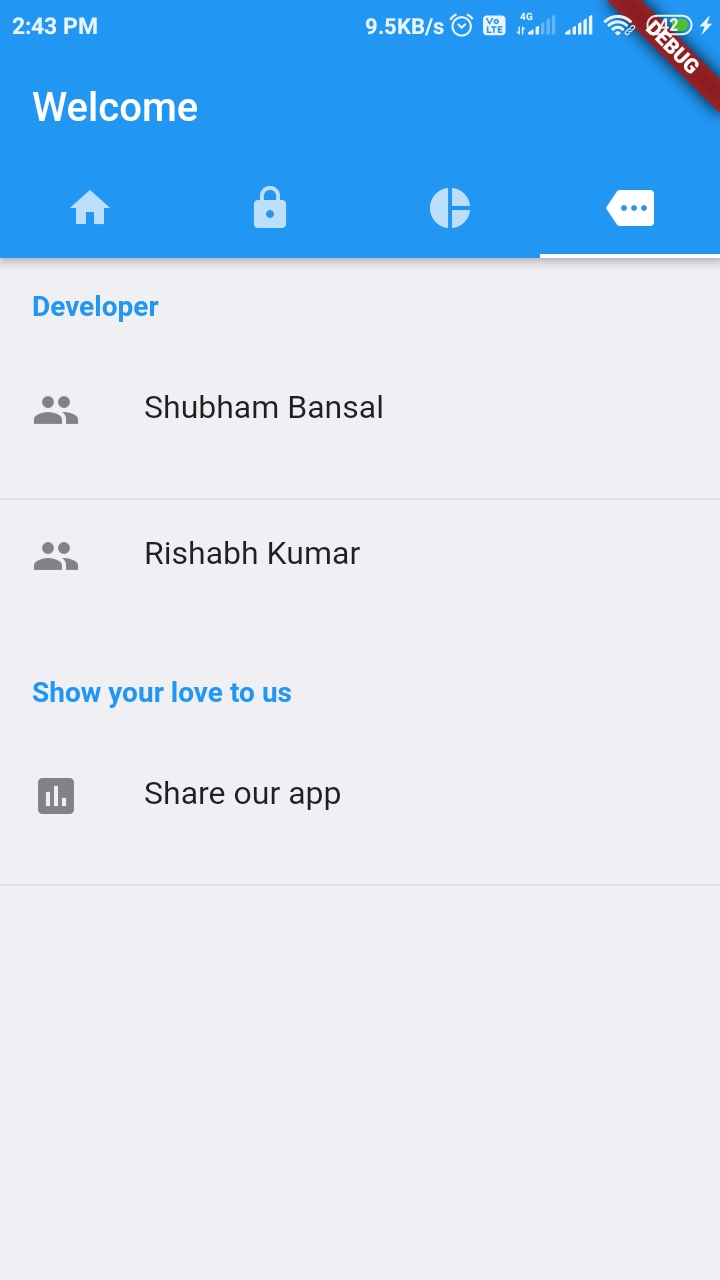 2:43 PM
9.5KB/s
Vo
LTE
4G
42
DEBUG
Welcome
Developer
Shubham Bansal
Rishabh Kumar
Show your love to us
Share our app